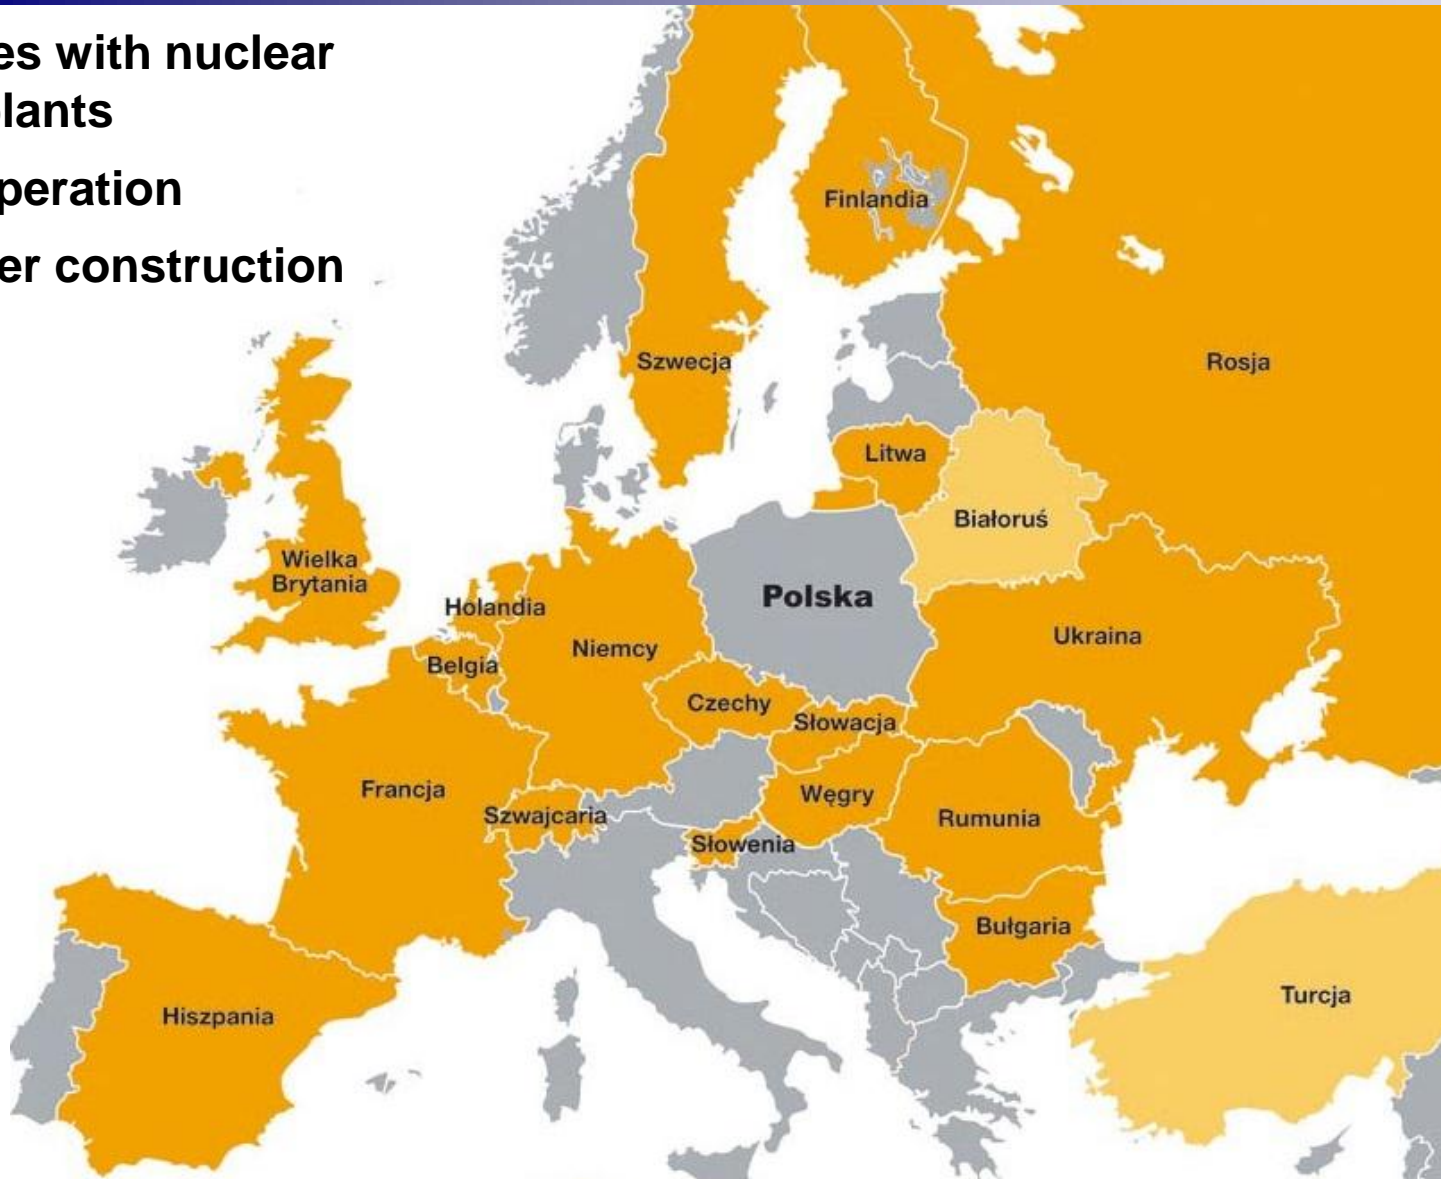 es with nuclear
lants
peration
er construction
Finlandia
Szwecja
Rosja
Litwa
Białoruś
Wielka
Brytania
Polska
Holandia
Ukraina
Niemcy
Belgia
Czechy
Słowacja
Francja
Węgry
Szwajcaria
Rumunia
Słowenia
Bułgaria
Turcja
Hiszpania